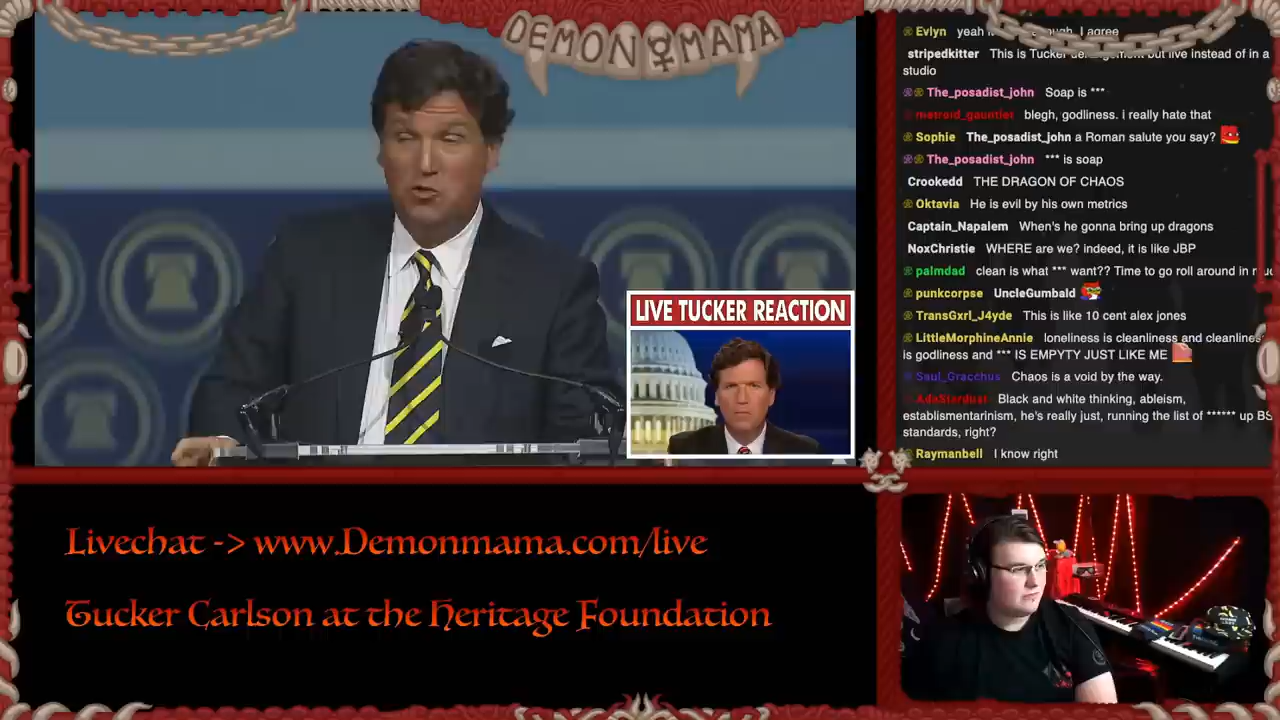 DEMON♀MAMA
LIVE TUCKER REACTION
Evlyn yeah I agree
stripedkitter This is Tucker but live instead of in a
studio
The_posadist_john Soap is ***
metroid_gauntlet blegh, godliness. I really hate that
Sophie The_posadist_john a Roman salute you say?
The_posadist_john *** is soap
Crookedd THE DRAGON OF CHAOS
Oktavia He is evil by his own metrics
Captain_Napalem When's he gonna bring up dragons
NoxChristie WHERE are we? indeed, it is like JBP
palmdad clean is what *** want?? Time to go roll around in
punkcorpse UncleGumbald
TransGxrl_J4yde This is like 10 cent alex jones
LittleMorphineAnnie loneliness is cleanliness and cleanlines
is godliness and *** IS EMPYTY JUST LIKE ME
Saul_Gracchus Chaos is a void by the way.
AdaStardust Black and white thinking, ableism,
establismentarinism, he's really just, running the list of ****** up BS
standards, right?
Raymanbell I know right
Livechat -> www.Demonmama.com/live
Tucker Carlson at the Heritage Foundation